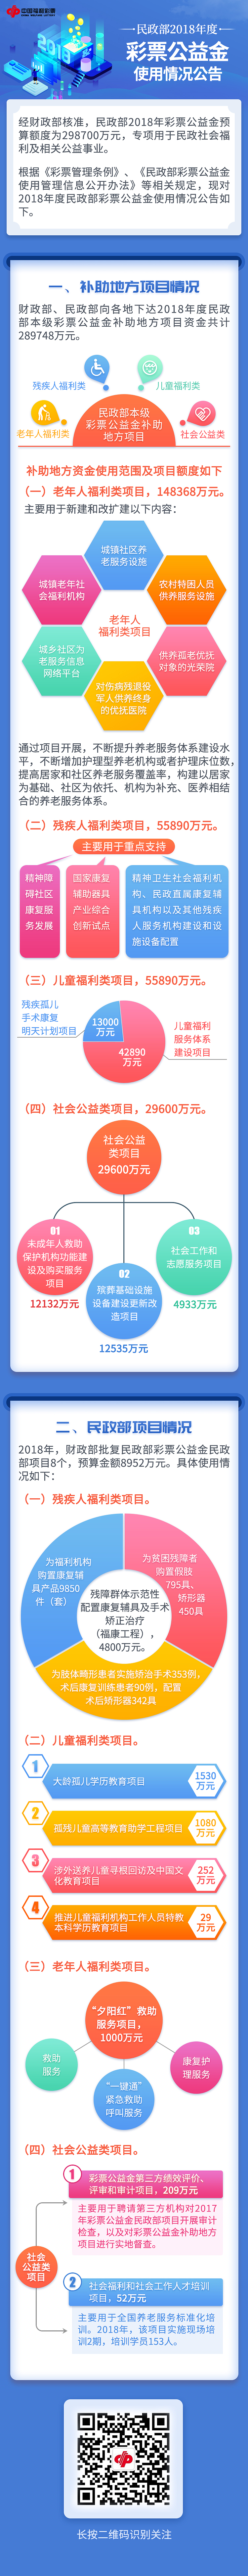 中国福利彩票
民政部2018年度
彩票公益金
使用情况公告
经财政部核准，民政部2018年彩票公益金预
算额度为298700万元，专项用于民政社会福
利及相关公益事业。
根据《彩票管理条例》、《民政部彩票公益金
使用管理信息公开办法》等相关规定，现对
2018年度民政部彩票公益金使用情况公告如
下。
一、补助地方项目情况
财政部、民政部向各地下达2018年度民政
部本级彩票公益金补助地方项目资金共计
289748万元。
残疾人福利类
儿童福利类
老年人福利类
民政部本级
彩票公益金补助
地方项目
社会公益类
补助地方资金使用范围及项目额度如下
（一）老年人福利类项目，148368万元。
主要用于新建和改扩建以下内容：
城镇社区养
老服务设施
城镇老年社
会福利机构
农村特困人员
供养服务设施
老年人
福利类项目
城乡社区为
老服务信息
网络平台
供养孤老优抚
对象的光荣院
对伤病残退役
军人供养终身
的优抚医院
通过项目开展，不断提升养老服务体系建设水
平，不断增加护理型养老机构或者护理床位数，
提高居家和社区养老服务覆盖率，构建以居家
为基础、社区为依托、机构为补充、医养相结
合的养老服务体系。
（二）残疾人福利类项目，55890万元。
主要用于重点支持
精神障
碍社区
康复服
务发展
国家康复
辅助器具
产业综合
创新试点
精神卫生社会福利机
构、民政直属康复辅
具机构以及其他残疾
人服务机构建设和设
施设备配置
（三）儿童福利类项目，55890万元。
残疾孤儿
手术康复
明天计划项目
13000
万元
42890
万元
儿童福利
服务体系
建设项目
（四）社会公益类项目，29600万元。
社会公益
类项目
29600万元
01
未成年人救助
保护机构功能建
设及购买服务
项目
12132万元
02
殡葬基础设施
设备建设更新改
造项目
12535万元
03
社会工作和
志愿服务项目
4933万元
二、民政部项目情况
2018年，财政部批复民政部彩票公益金民政
部项目8个，预算金额8952万元。具体使用情
况如下：
（一）残疾人福利类项目。
为福利机构
购置康复辅
具产品9850
件（套）
为贫困残障者
购置假肢
795具、
矫形器
450具
残障群体示范性
配置康复辅具及手术
矫正治疗
（福康工程），
4800万元。
为肢体畸形患者实施矫治手术353例，
术后康复训练患者90例，配置
术后矫形器342具
（二）儿童福利类项目。
1
大龄孤儿学历教育项目
1530
万元
2
孤残儿童高等教育助学工程项目
1080
万元
3
涉外送养儿童寻根回访及中国文
化教育项目
252
万元
4
推进儿童福利机构工作人员特教
本科学历教育项目
29
万元
（三）老年人福利类项目。
“夕阳红”救助
服务项目，
1000万元
救助
服务
“一键通”
紧急救助
呼叫服务
康复护
理服务
（四）社会公益类项目。
1
彩票公益金第三方绩效评价、
评审和审计项目，209万元
主要用于聘请第三方机构对2017
年彩票公益金民政部项目开展审计
检查，以及对彩票公益金补助地方
项目进行实地督查。
社会
公益类
项目
2
社会福利和社会工作人才培训
项目，52万元
主要用于全国养老服务标准化培
训。2018年，该项目实施现场培
训2期，培训学员153人。
长按二维码识别关注